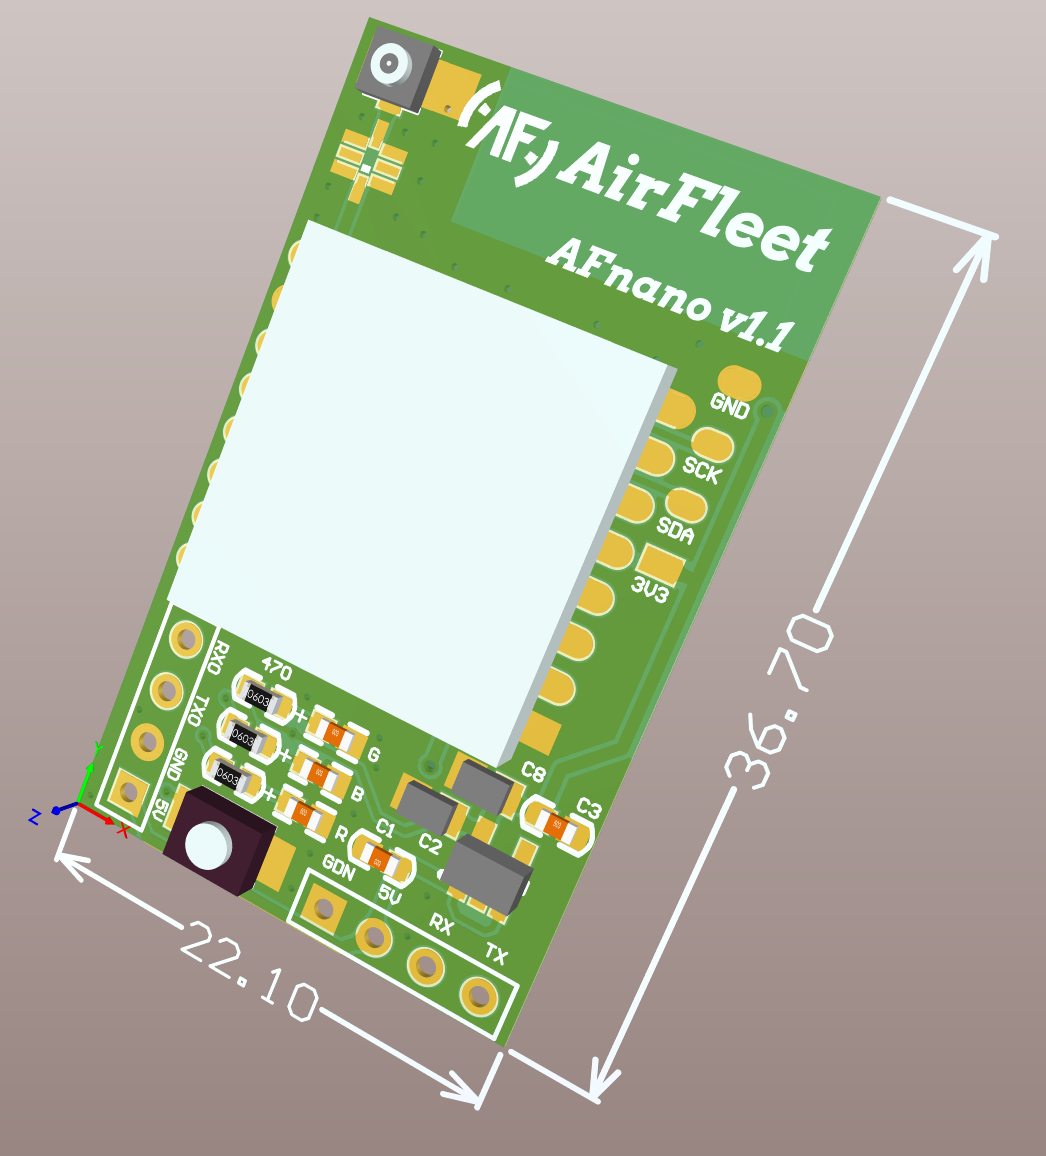 AF
AirFleet
AFnano v1.1
GND
SCK
SDA
3V3
36.70
RXO
TXO
GND
5V
470
0603
0603
0603
+
+
+
G
B
R
C8
C3
C1
C2
GDN
5V
RX
TX
22.10
Y
Z
X